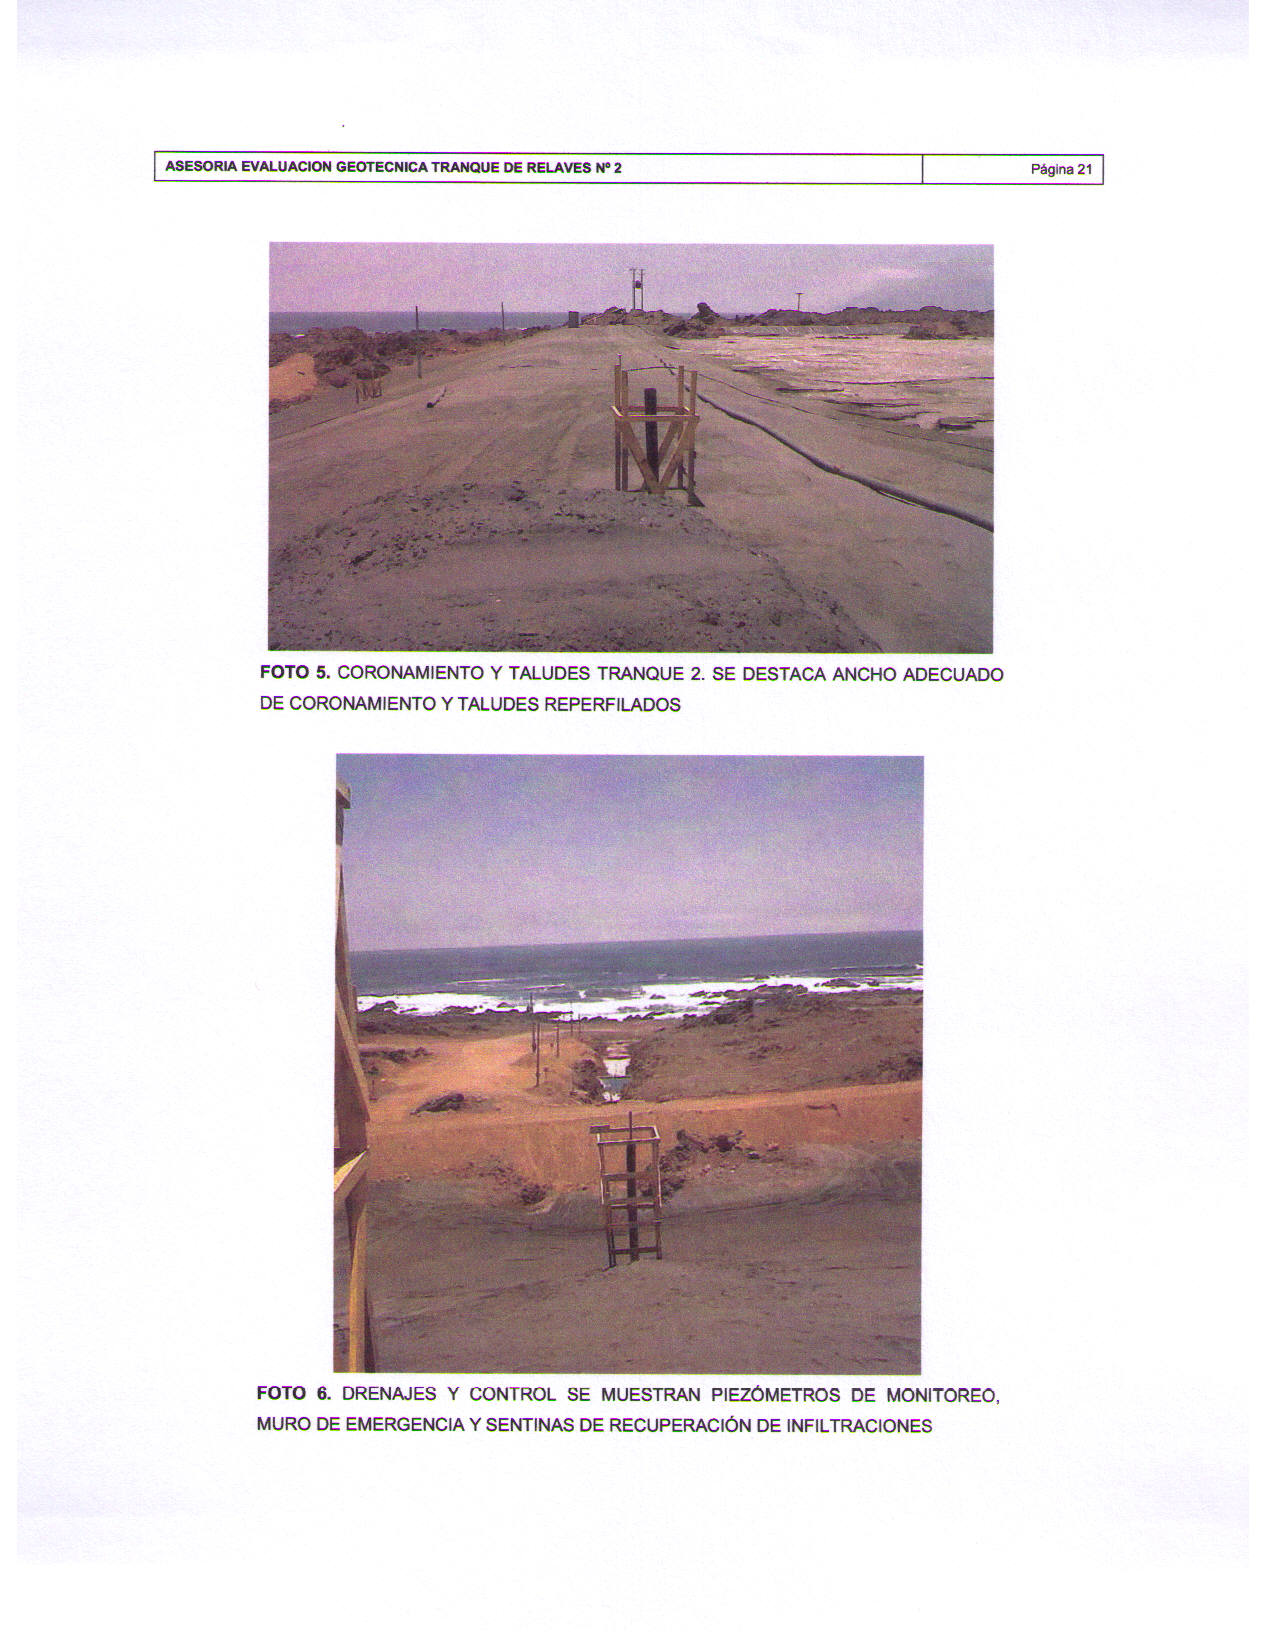 ASESORIA EVALUACION GEOTECNICA TRANQUE DE RELAVES Nº 2
Página 21
FOTO 5. CORONAMIENTO Y TALUDES TRANQUE 2. SE DESTACA ANCHO ADECUADO
DE CORONAMIENTO Y TALUDES REPERFILADOS
FOTO 6. DRENAJES Y CONTROL SE MUESTRAN PIEZÓMETROS DE MONITOREO,
MURO DE EMERGENCIA Y SENTINAS DE RECUPERACIÓN DE INFILTRACIONES